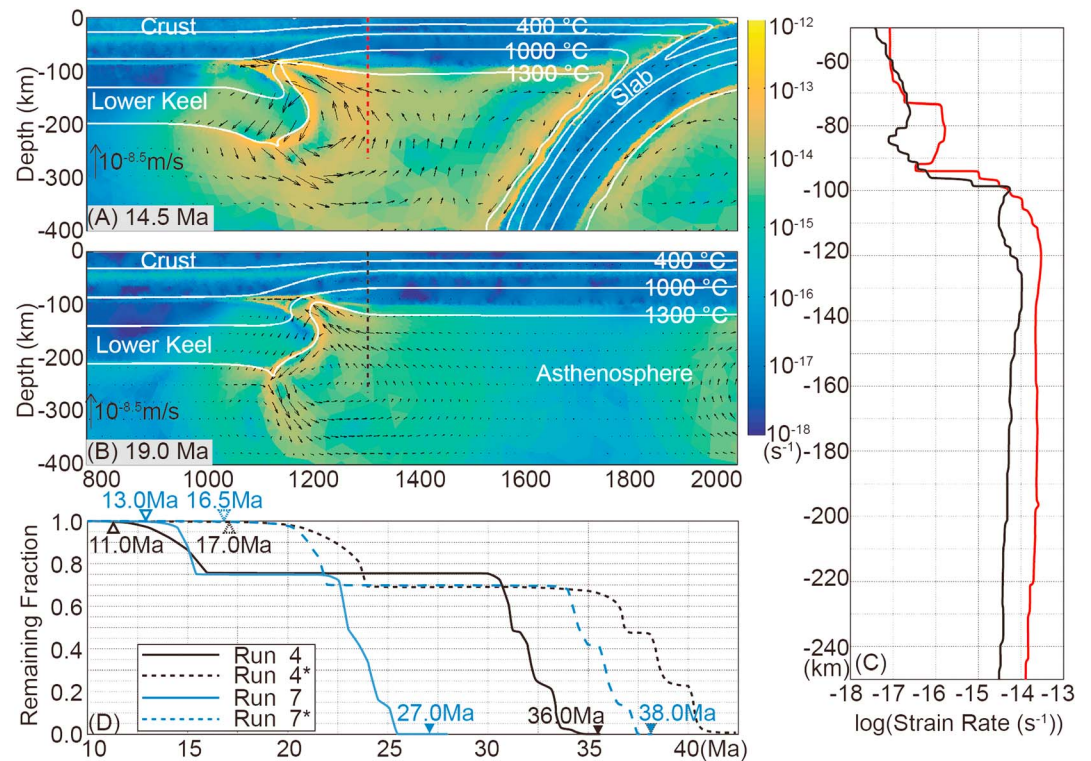 0
-100
-200
-300
-400
Depth (km)
Crust
400 °C
1000 °C
1300 °C
Lower Keel
Slab
10-8.5m/s
(A) 14.5 Ma
0
-100
-200
-300
-400
Depth (km)
Crust
400 °C
1000 °C
1300 °C
Lower Keel
Asthenosphere
10-8.5m/s
(B) 19.0 Ma
800 1000 1200 1400 1600 1800 2000
10-12
10-13
10-14
10-15
10-16
10-17
10-18
(s-1)
-60
-80
-100
-120
-140
-160
-180
-200
-220
-240
(km)
(C)
-18 -17 -16 -15 -14 -13
log(Strain Rate (s-1))
13.0Ma 16.5Ma
11.0Ma 17.0Ma
1.0
0.8
0.6
0.4
0.2
0.0
Remaining Fraction
Run 4
Run 4*
Run 7
Run 7*
27.0Ma 36.0Ma 38.0Ma
(D)
10 15 20 25 30 35 40(Ma)